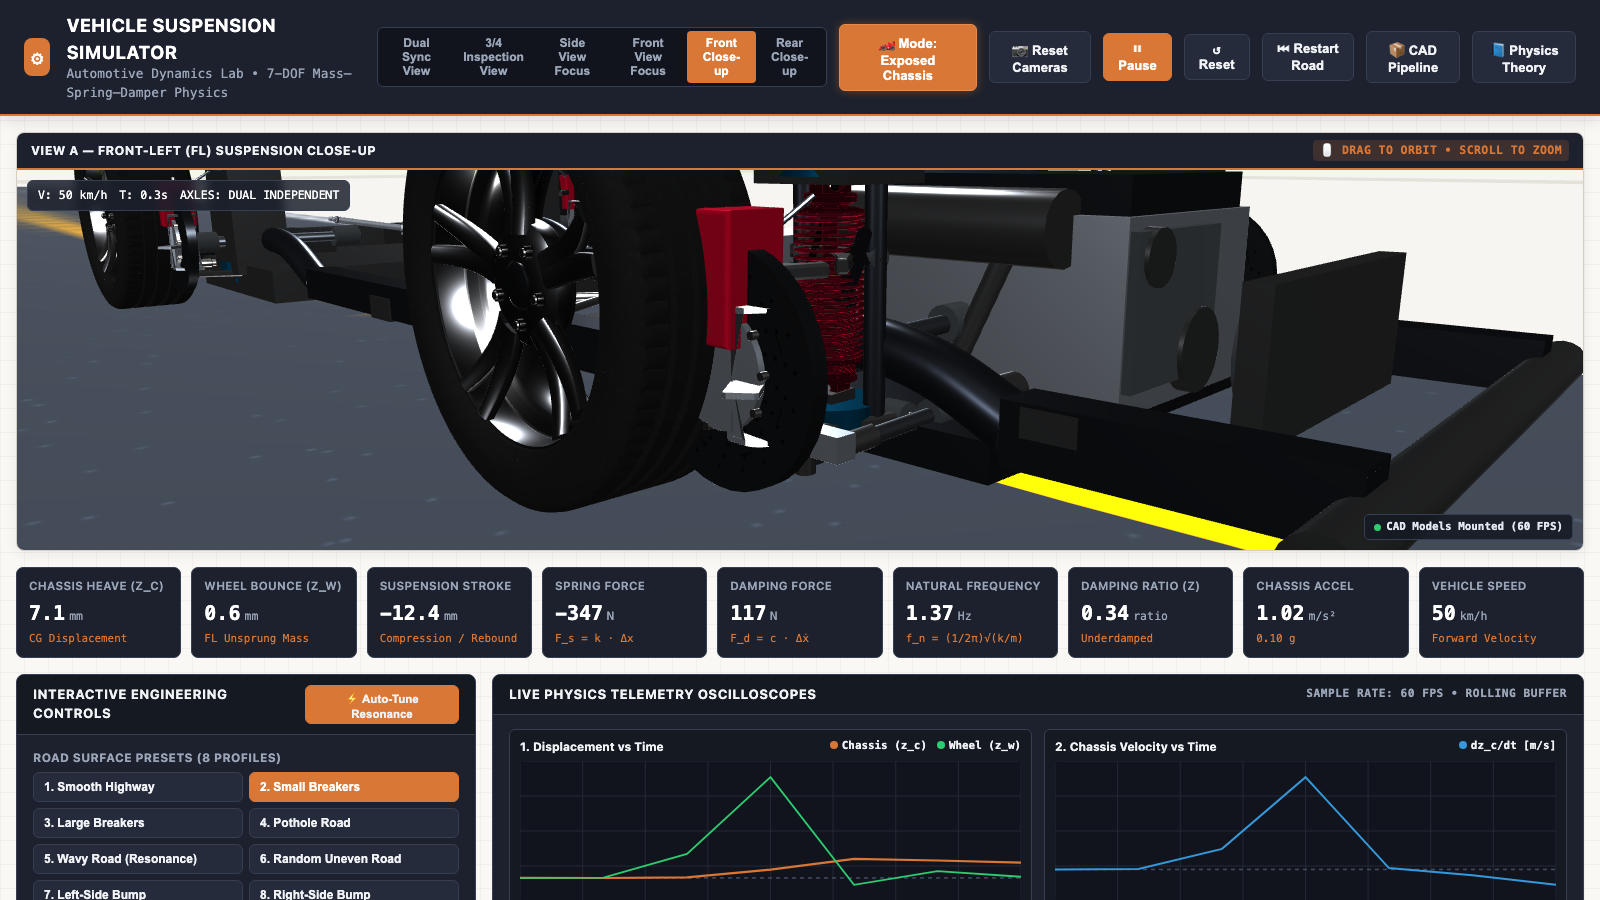 VEHICLE SUSPENSION
SIMULATOR
Automotive Dynamics Lab • 7-DOF Mass–
Spring–Damper Physics
Dual
Sync
View
3/4
Inspection
View
Side
View
Focus
Front
View
Focus
Front
Close-
up
Rear
Close-
up
🏎️ Mode:
Exposed
Chassis
📷 Reset
Cameras
⏸
Pause
↺
Reset
⏮ Restart
Road
📦 CAD
Pipeline
📘 Physics
Theory
VIEW A — FRONT-LEFT (FL) SUSPENSION CLOSE-UP
DRAG TO ORBIT • SCROLL TO ZOOM
V: 50 km/h T: 0.3s AXLES: DUAL INDEPENDENT
CAD Models Mounted (60 FPS)
CHASSIS HEAVE (Z_C)
7.1 mm
CG Displacement
WHEEL BOUNCE (Z_W)
0.6 mm
FL Unsprung Mass
SUSPENSION STROKE
−12.4 mm
Compression / Rebound
SPRING FORCE
−347 N
F_s = k · Δx
DAMPING FORCE
117 N
F_d = c · Δẋ
NATURAL FREQUENCY
1.37 Hz
f_n = (1/2π)√(k/m)
DAMPING RATIO (Ζ)
0.34 ratio
Underdamped
CHASSIS ACCEL
1.02 m/s²
0.10 g
VEHICLE SPEED
50 km/h
Forward Velocity
INTERACTIVE ENGINEERING
CONTROLS
⚡ Auto-Tune
Resonance
ROAD SURFACE PRESETS (8 PROFILES)
1. Smooth Highway
2. Small Breakers
3. Large Breakers
4. Pothole Road
5. Wavy Road (Resonance)
6. Random Uneven Road
7. Left-Side Bump
8. Right-Side Bump
LIVE PHYSICS TELEMETRY OSCILLOSCOPES
SAMPLE RATE: 60 FPS • ROLLING BUFFER
1. Displacement vs Time
Chassis (z_c)
Wheel (z_w)
2. Chassis Velocity vs Time
dz_c/dt [m/s]